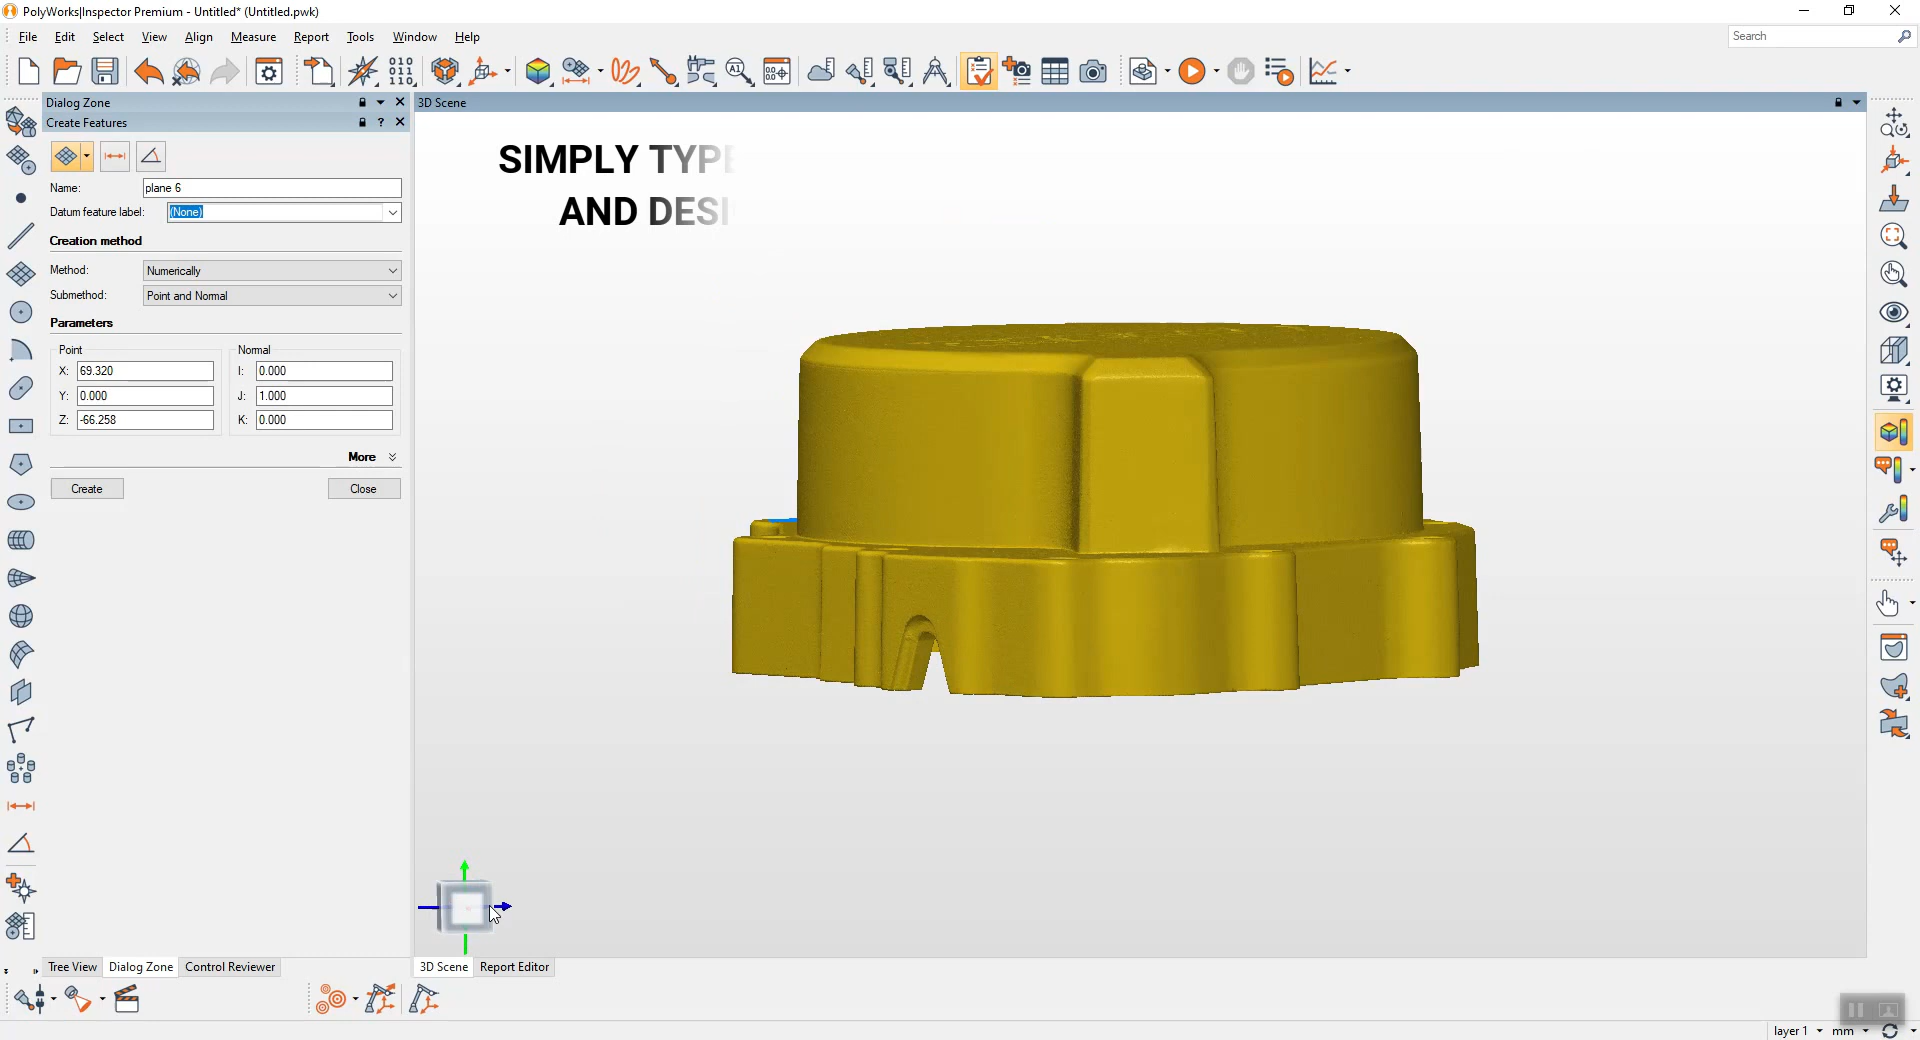 PolyWorks|Inspector Premium - Untitled* (Untitled.pwk)
File Edit Select View Align Measure Report Tools Window Help
Search
Dialog Zone
3D Scene
Create Features
Name: plane 6
Datum feature label: (None)
Creation method
Method: Numerically
Submethod: Point and Normal
Parameters
Point Normal
X: 69.320 I: 0.000
Y: 0.000 J: 1.000
Z: -66.258 K: 0.000
More
Create Close
SIMPLY TYPE
AND DESI
Tree View Dialog Zone Control Reviewer
3D Scene Report Editor
layer 1 mm